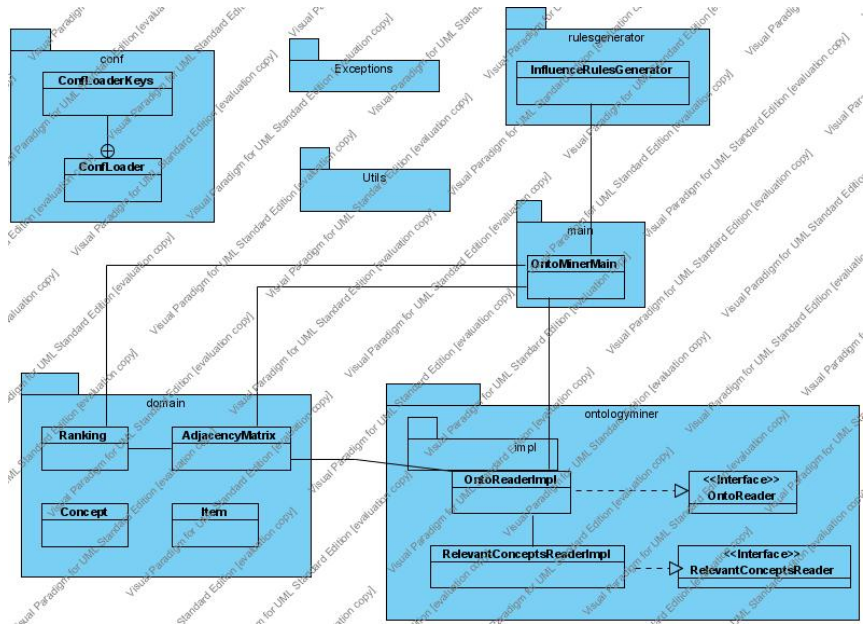 conf
ConfLoaderKeys
ConfLoader
Exceptions
Utils
rulesgenerator
InfluenceRulesGenerator
main
OntoMinerMain
domain
Ranking
AdjacencyMatrix
Concept
Item
ontologyminer
impl
OntoReaderImpl
<<Interface>>
OntoReader
RelevantConceptsReaderImpl
<<Interface>>
RelevantConceptsReader
Visual Paradigm for UML Standard Edition [evaluation copy]